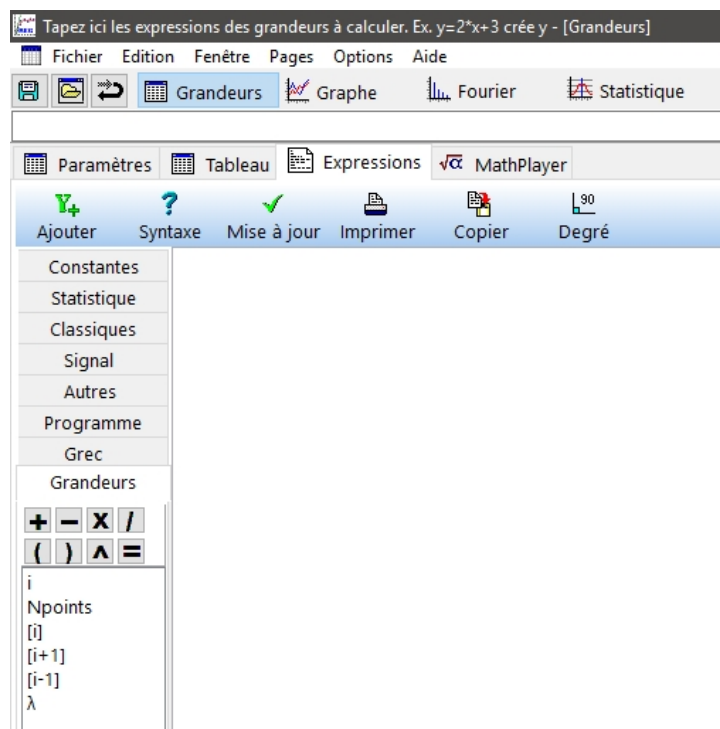 Tapez ici les expressions des grandeurs à calculer. Ex. y=2*x+3 crée y - [Grandeurs]
Fichier Edition Fenêtre Pages Options Aide
Grandeurs Graphe Fourier Statistique
Paramètres Tableau Expressions √α MathPlayer
Y+ ? 90
Ajouter Syntaxe Mise à jour Imprimer Copier Degré
Constantes
Statistique
Classiques
Signal
Autres
Programme
Grec
Grandeurs
+ − X /
( ) ^ =
i
Npoints
[i]
[i+1]
[i-1]
λ